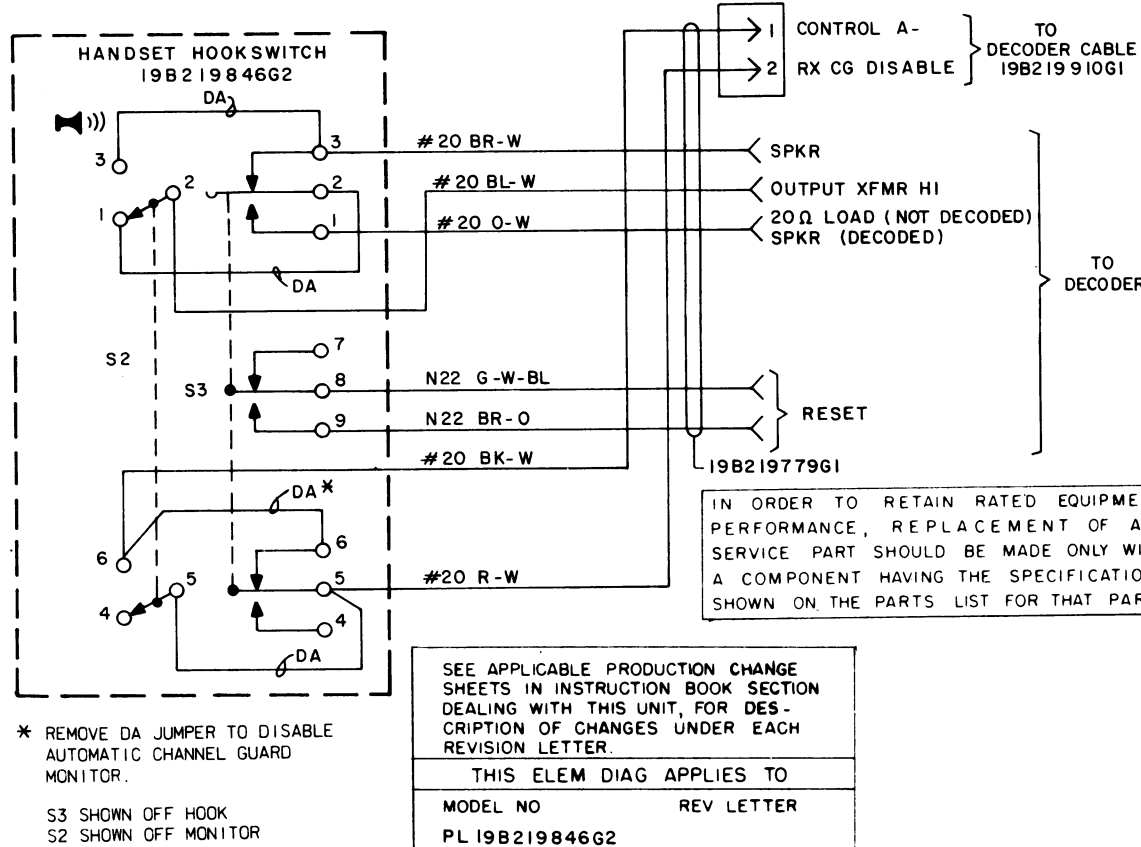 HANDSET HOOKSWITCH
19B219846G2
DA
3
3
2
2
1
1
DA
S2
7
S3
8
9
DA *
6
6
5
5
4
4
DA
#20 BR-W
#20 BL-W
#20 O-W
N22 G-W-BL
N22 BR-O
#20 BK-W
#20 R-W
1 CONTROL A-
2 RX CG DISABLE
TO
DECODER CABLE
19B219910G1
SPKR
OUTPUT XFMR HI
20Ω LOAD (NOT DECODED)
SPKR (DECODED)
TO
DECODER
RESET
19B219779G1
IN ORDER TO RETAIN RATED
PERFORMANCE, REPLACEMENT OF
SERVICE PART SHOULD BE MADE ONLY
A COMPONENT HAVING THE
SHOWN ON THE PARTS LIST FOR THAT
SEE APPLICABLE PRODUCTION CHANGE
SHEETS IN INSTRUCTION BOOK SECTION
DEALING WITH THIS UNIT, FOR DES-
CRIPTION OF CHANGES UNDER EACH
REVISION LETTER.
THIS ELEM DIAG APPLIES TO
MODEL NO REV LETTER
PL 19B219846G2
* REMOVE DA JUMPER TO DISABLE
AUTOMATIC CHANNEL GUARD
MONITOR.
S3 SHOWN OFF HOOK
S2 SHOWN OFF MONITOR